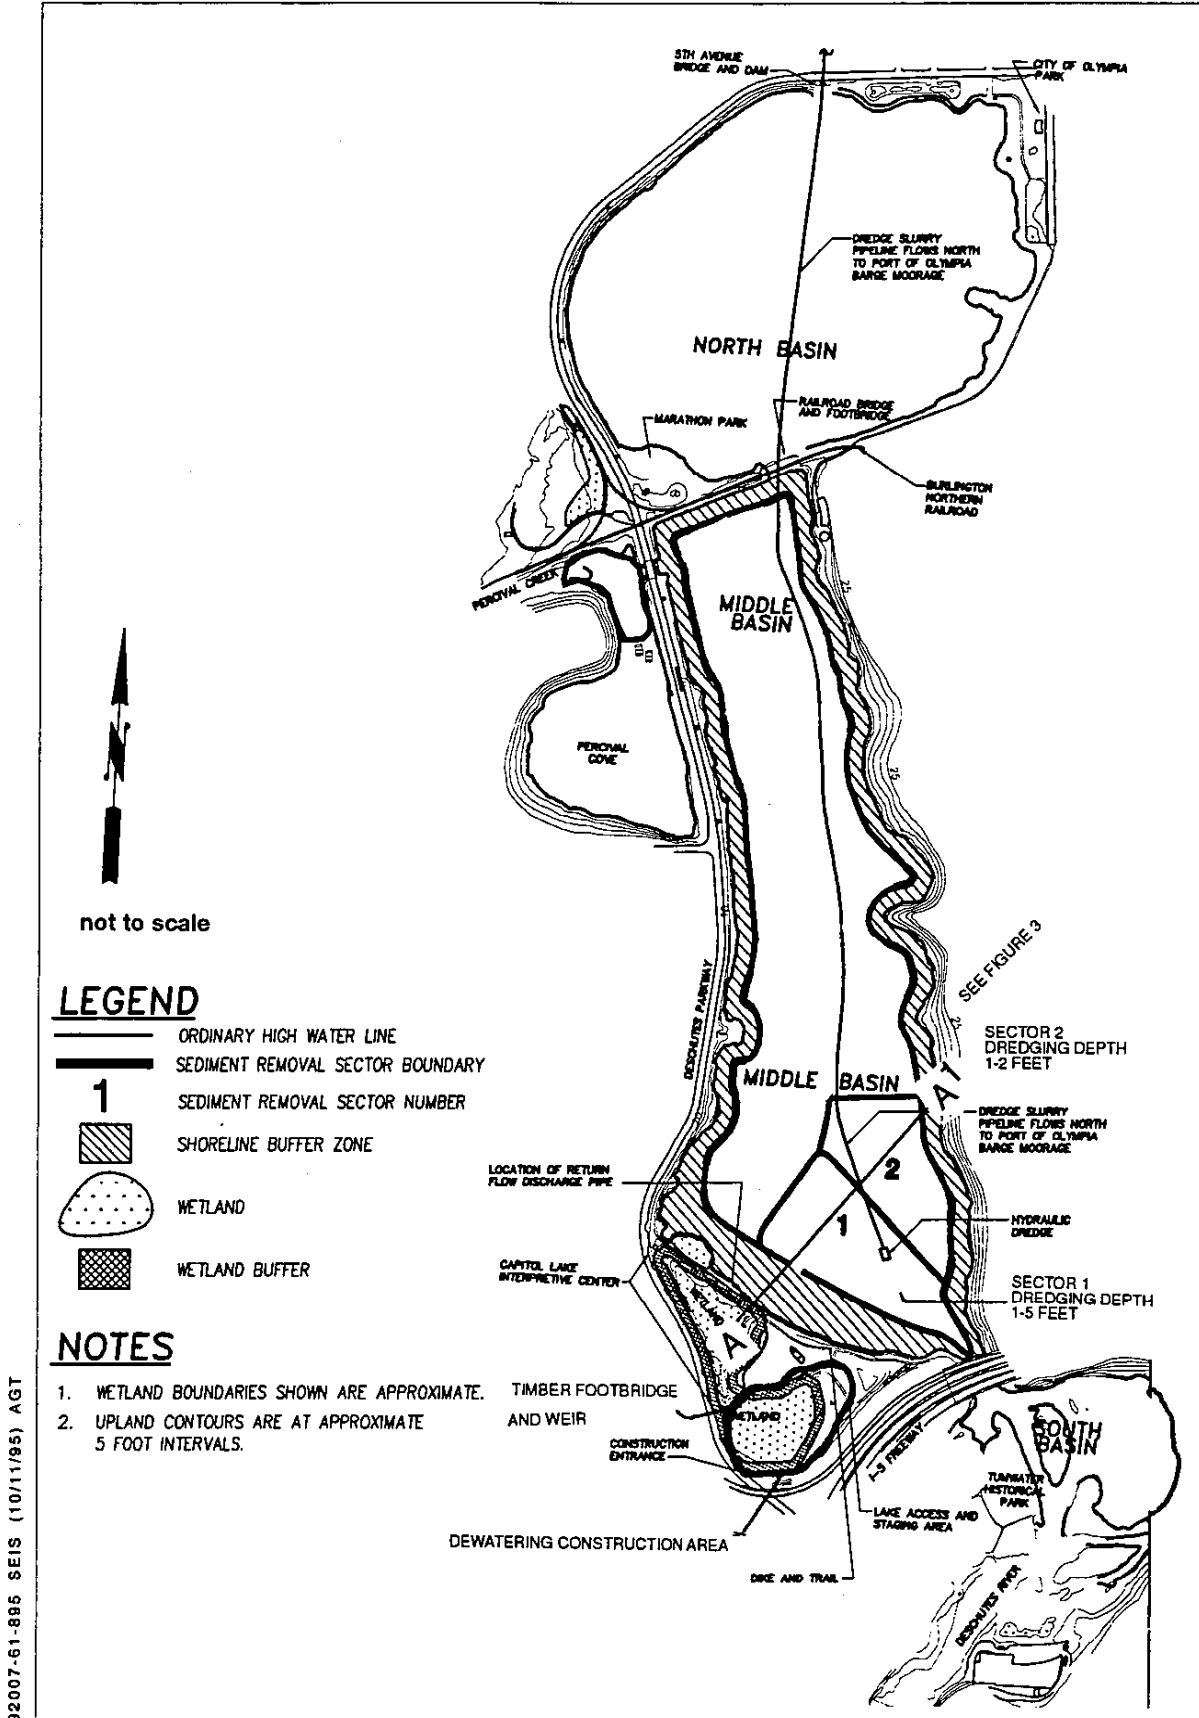 5TH AVENUE
BRIDGE AND DAM
CITY OF OLYMPIA
PARK
DREDGE SLURRY
PIPELINE FLOWS NORTH
TO PORT OF OLYMPIA
BARGE MOORAGE
NORTH BASIN
RAILROAD BRIDGE
AND FOOTBRIDGE
MARATHON PARK
BURLINGTON
NORTHERN
RAILROAD
PERCIVAL CREEK
25
MIDDLE
BASIN
PERCIVAL
COVE
25
N
not to scale
SEE FIGURE 3
DESCHUTES PARKWAY
25
SECTOR 2
DREDGING DEPTH
1-2 FEET
MIDDLE BASIN
A'
DREDGE SLURRY
PIPELINE FLOWS NORTH
TO PORT OF OLYMPIA
BARGE MOORAGE
2
LOCATION OF RETURN
FLOW DISCHARGE PIPE
1
HYDRAULIC
DREDGE
CAPITOL LAKE
INTERPRETIVE CENTER
SECTOR 1
DREDGING DEPTH
1-5 FEET
WETLAND
A
LEGEND
ORDINARY HIGH WATER LINE
SEDIMENT REMOVAL SECTOR BOUNDARY
1
SEDIMENT REMOVAL SECTOR NUMBER
SHORELINE BUFFER ZONE
WETLAND
WETLAND BUFFER
NOTES
1. WETLAND BOUNDARIES SHOWN ARE APPROXIMATE.
2. UPLAND CONTOURS ARE AT APPROXIMATE
5 FOOT INTERVALS.
TIMBER FOOTBRIDGE
AND WEIR
WETLAND
CONSTRUCTION
ENTRANCE
I-5 FREEWAY
SOUTH
BASIN
TUMWATER
HISTORICAL
PARK
LAKE ACCESS AND
STAGING AREA
DEWATERING CONSTRUCTION AREA
DIKE AND TRAIL
DESCHUTES RIVER
32007-61-895 SEIS (10/11/95) AGT